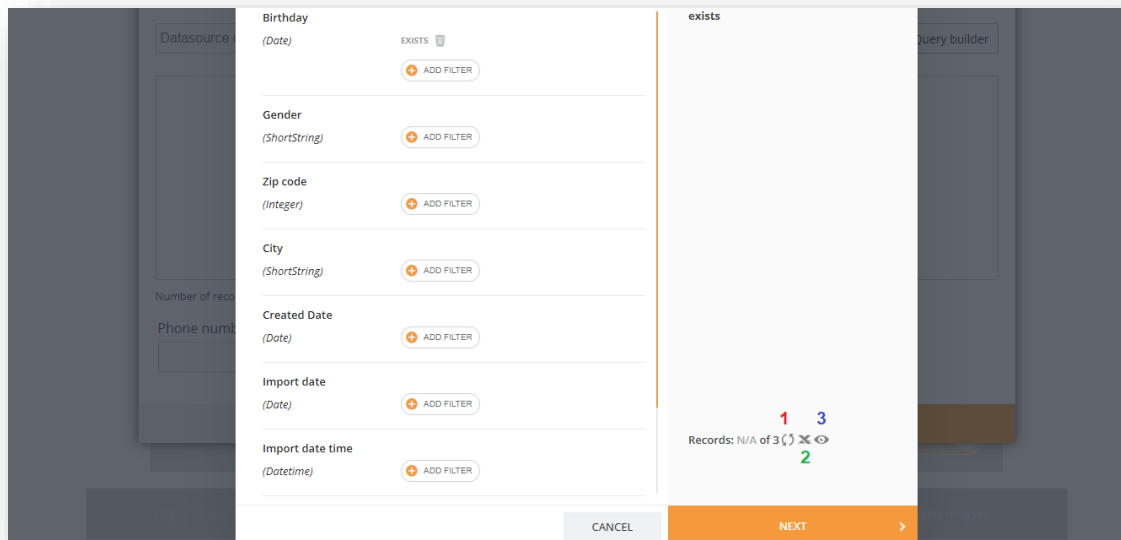 Birthday
(Date)
EXISTS
ADD FILTER
Gender
(ShortString)
ADD FILTER
Zip code
(Integer)
ADD FILTER
City
(ShortString)
ADD FILTER
Created Date
(Date)
ADD FILTER
Import date
(Date)
ADD FILTER
Import date time
(Datetime)
ADD FILTER
CANCEL
exists
1 3
Records: N/A of 3
2
NEXT
Datasource
Query builder
Number of reco
Phone numb